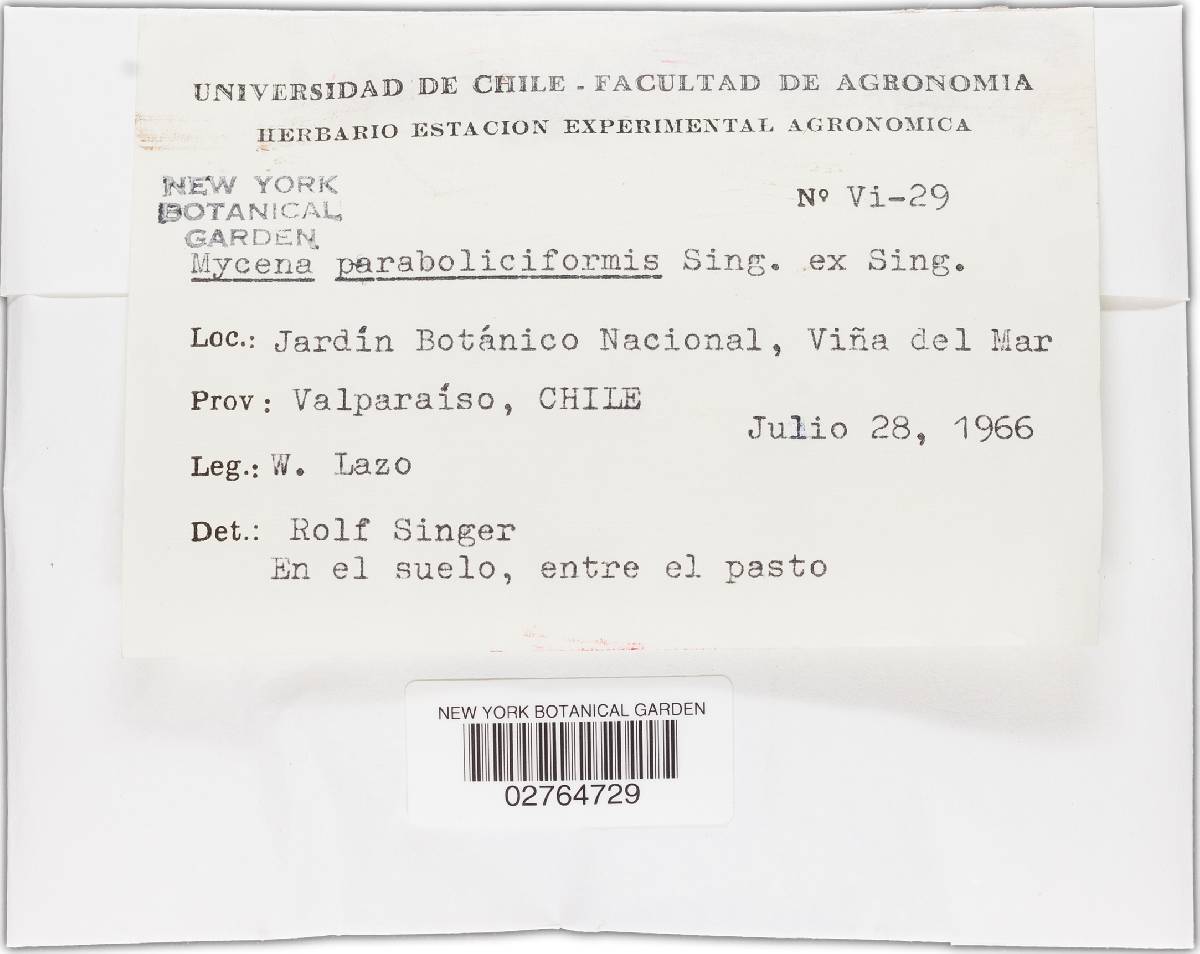 UNIVERSIDAD DE CHILE - FACULTAD DE AGRONOMIA
HERBARIO ESTACION EXPERIMENTAL AGRONOMICA
NEW YORK
BOTANICAL
GARDEN
Nº Vi-29
Mycena paraboliciformis Sing. ex Sing.
Loc.: Jardín Botánico Nacional, Viña del Mar
Prov: Valparaíso, CHILE
Julio 28, 1966
Leg.: W. Lazo
Det.: Rolf Singer
En el suelo, entre el pasto
NEW YORK BOTANICAL GARDEN
02764729